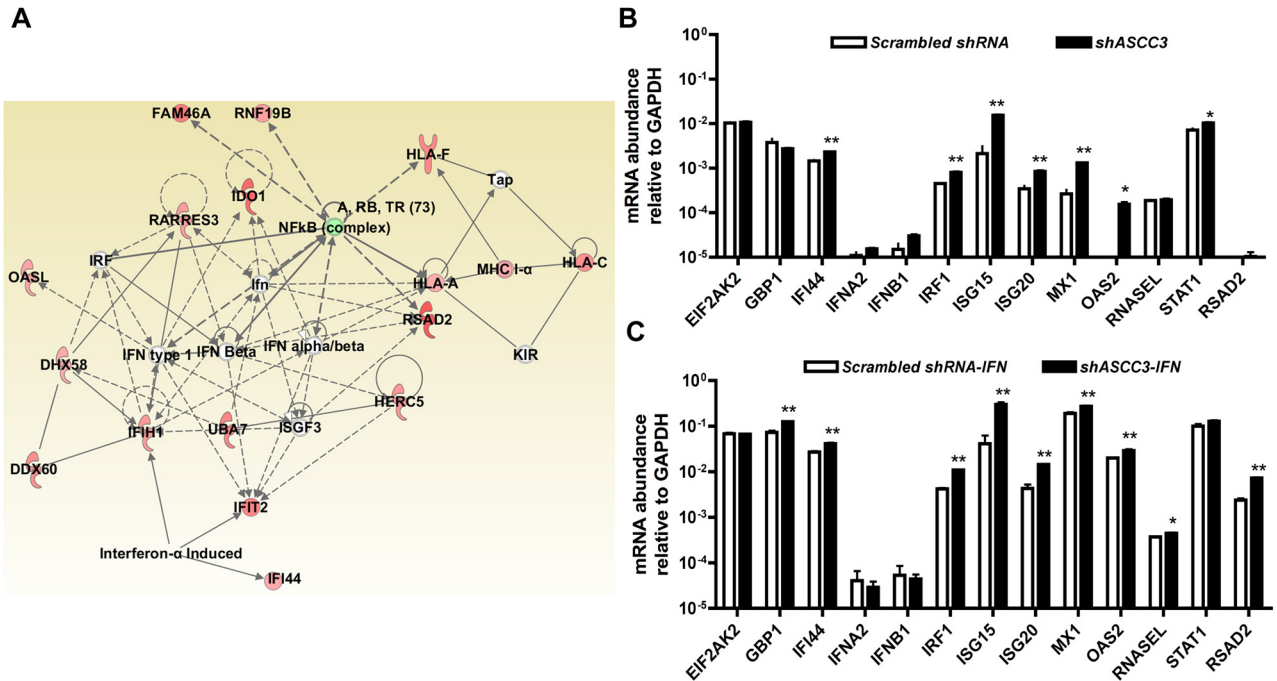 A
FAM46A
RNF19B
HLA-F
Tap
IDO1
A, RB, TR (73)
RARRES3
NFkB (complex)
IRF
MHC I-α
HLA-C
OASL
Ifn
HLA-A
RSAD2
IFN type 1
IFN Beta
IFN alpha/beta
KIR
DHX58
HERC5
IFIH1
UBA7
ISGF3
DDX60
IFIT2
Interferon-α Induced
IFI44
B
Scrambled shRNA
shASCC3
mRNA abundance
relative to GAPDH
10⁰
10⁻¹
10⁻²
10⁻³
10⁻⁴
10⁻⁵
**
**
**
**
**
*
*
EIF2AK2
GBP1
IFI44
IFNA2
IFNB1
IRF1
ISG15
ISG20
MX1
OAS2
RNASEL
STAT1
RSAD2
C
Scrambled shRNA-IFN
shASCC3-IFN
mRNA abundance
relative to GAPDH
10⁰
10⁻¹
10⁻²
10⁻³
10⁻⁴
10⁻⁵
**
**
**
**
**
**
**
*
**
EIF2AK2
GBP1
IFI44
IFNA2
IFNB1
IRF1
ISG15
ISG20
MX1
OAS2
RNASEL
STAT1
RSAD2